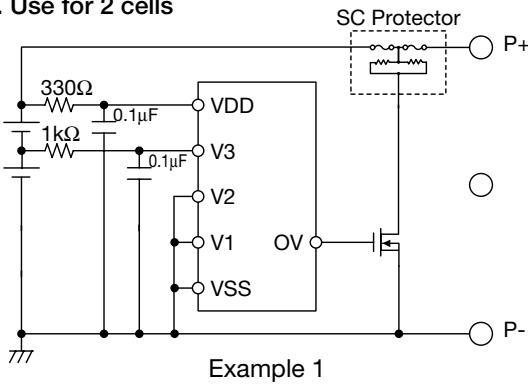 . Use for 2 cells
SC Protector
P+
330Ω
0.1μF
VDD
1kΩ
0.1μF
V3
V2
V1
OV
VSS
P-
Example 1